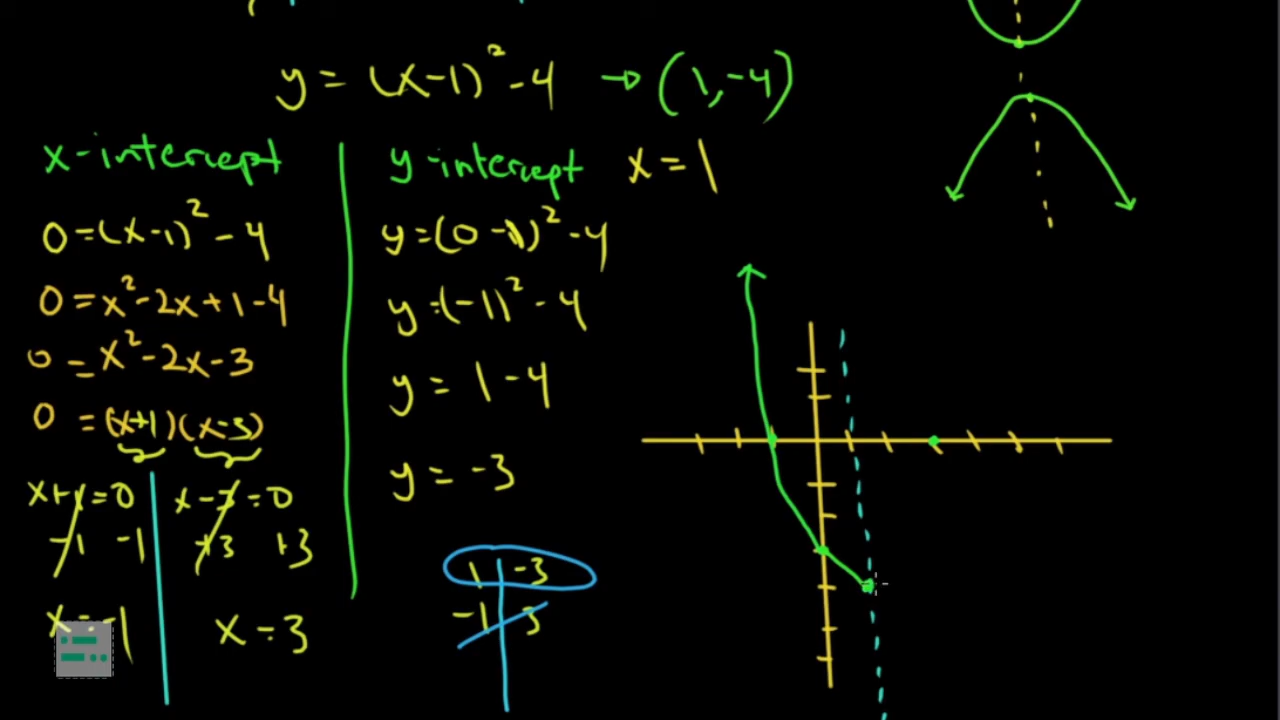 y = (x-1)² - 4 → (1, -4)
x-intercept
0 = (x-1)² - 4
0 = x² - 2x + 1 - 4
0 = x² - 2x - 3
0 = (x+1)(x-3)
x+1=0
-1 -1
x = -1
x-3=0
+3 +3
x = 3
y-intercept
y = (0-1)² - 4
y = (-1)² - 4
y = 1 - 4
y = -3
1 -3
-1 3
x = 1